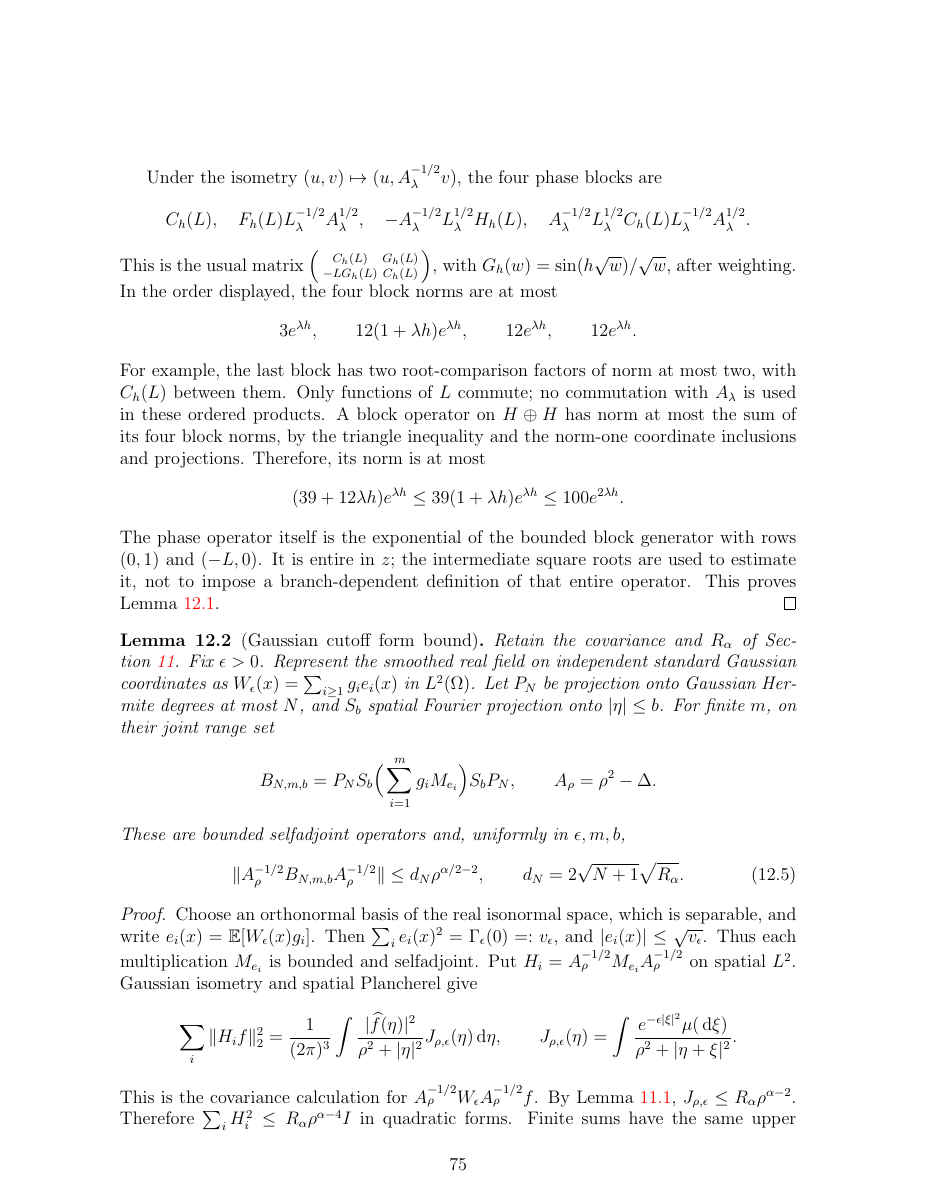 Under the isometry (u, v) ↦ (u, A_λ^{−1/2}v), the four phase blocks are
C_h(L), F_h(L)L_λ^{−1/2}A_λ^{1/2}, −A_λ^{−1/2}L_λ^{1/2}H_h(L), A_λ^{−1/2}L_λ^{1/2}C_h(L)L_λ^{−1/2}A_λ^{1/2}.
This is the usual matrix ( C_h(L) G_h(L) ; −LG_h(L) C_h(L) ), with G_h(w) = sin(h√w)/√w, after weighting.
In the order displayed, the four block norms are at most
3e^{λh}, 12(1 + λh)e^{λh}, 12e^{λh}, 12e^{λh}.
For example, the last block has two root-comparison factors of norm at most two, with
C_h(L) between them. Only functions of L commute; no commutation with A_λ is used
in these ordered products. A block operator on H ⊕ H has norm at most the sum of
its four block norms, by the triangle inequality and the norm-one coordinate inclusions
and projections. Therefore, its norm is at most
(39 + 12λh)e^{λh} ≤ 39(1 + λh)e^{λh} ≤ 100e^{2λh}.
The phase operator itself is the exponential of the bounded block generator with rows
(0, 1) and (−L, 0). It is entire in z; the intermediate square roots are used to estimate
it, not to impose a branch-dependent definition of that entire operator. This proves
Lemma 12.1. □
Lemma 12.2 (Gaussian cutoff form bound). Retain the covariance and R_α of Sec-
tion 11. Fix ϵ > 0. Represent the smoothed real field on independent standard Gaussian
coordinates as W_ϵ(x) = ∑_{i≥1} g_i e_i(x) in L²(Ω). Let P_N be projection onto Gaussian Her-
mite degrees at most N, and S_b spatial Fourier projection onto |η| ≤ b. For finite m, on
their joint range set
B_{N,m,b} = P_N S_b(∑_{i=1}^{m} g_i M_{e_i})S_b P_N, A_ρ = ρ² − Δ.
These are bounded selfadjoint operators and, uniformly in ϵ, m, b,
‖A_ρ^{−1/2}B_{N,m,b}A_ρ^{−1/2}‖ ≤ d_N ρ^{α/2−2}, d_N = 2√(N + 1)√(R_α). (12.5)
Proof. Choose an orthonormal basis of the real isonormal space, which is separable, and
write e_i(x) = 𝔼[W_ϵ(x)g_i]. Then ∑_i e_i(x)² = Γ_ϵ(0) =: v_ϵ, and |e_i(x)| ≤ √(v_ϵ). Thus each
multiplication M_{e_i} is bounded and selfadjoint. Put H_i = A_ρ^{−1/2}M_{e_i}A_ρ^{−1/2} on spatial L².
Gaussian isometry and spatial Plancherel give
∑_i ‖H_i f‖_2^2 = 1/(2π)³ ∫ |f̂(η)|²/(ρ² + |η|²) J_{ρ,ϵ}(η) dη, J_{ρ,ϵ}(η) = ∫ e^{−ϵ|ξ|²}μ(dξ)/(ρ² + |η + ξ|²).
This is the covariance calculation for A_ρ^{−1/2}W_ϵA_ρ^{−1/2}f. By Lemma 11.1, J_{ρ,ϵ} ≤ R_αρ^{α−2}.
Therefore ∑_i H_i^2 ≤ R_αρ^{α−4}I in quadratic forms. Finite sums have the same upper
75